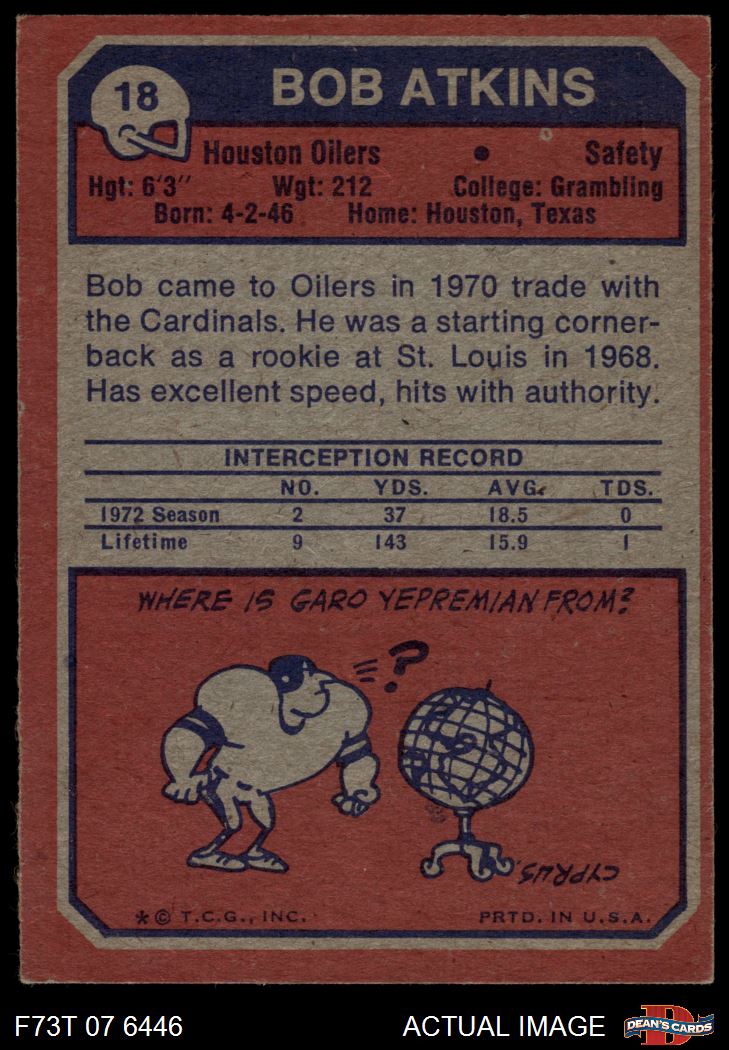 18
BOB ATKINS
Houston Oilers • Safety
Hgt: 6'3" Wgt: 212 College: Grambling
Born: 4-2-46 Home: Houston, Texas
Bob came to Oilers in 1970 trade with
the Cardinals. He was a starting corner-
back as a rookie at St. Louis in 1968.
Has excellent speed, hits with authority.
INTERCEPTION RECORD
NO. YDS. AVG. TDS.
1972 Season 2 37 18.5 0
Lifetime 9 143 15.9 1
WHERE IS GARO YEPREMIAN FROM?
?
CYPRUS.
* © T.C.G., INC. PRTD. IN U.S.A.
F73T 07 6446 ACTUAL IMAGE DEAN'S CARDS